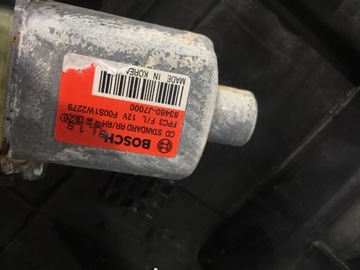 BOSCH
CD STANDARD RR/RH
FPC3 F/L 12V F00S1W2279
83460-J7000
MADE IN KOREA